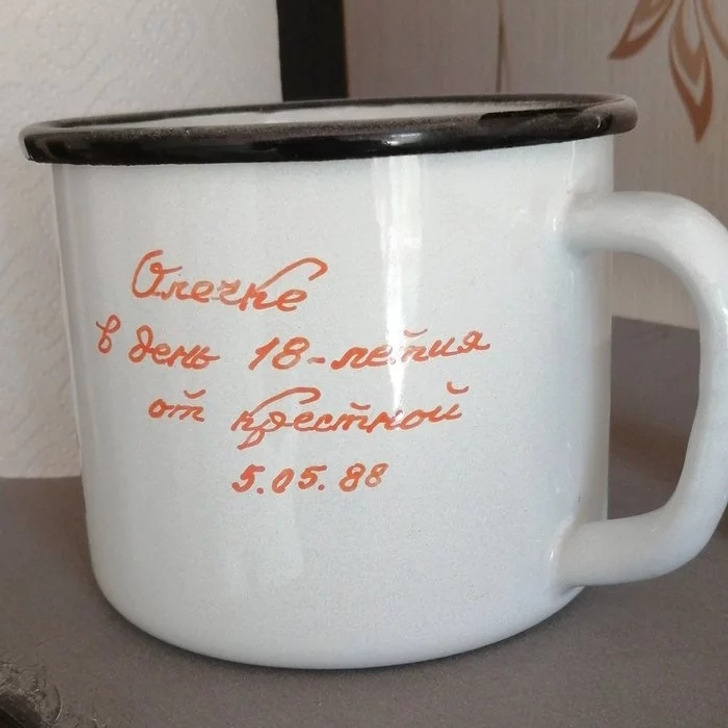 Олечке
в день 18-летия
от крестной
5.05.88